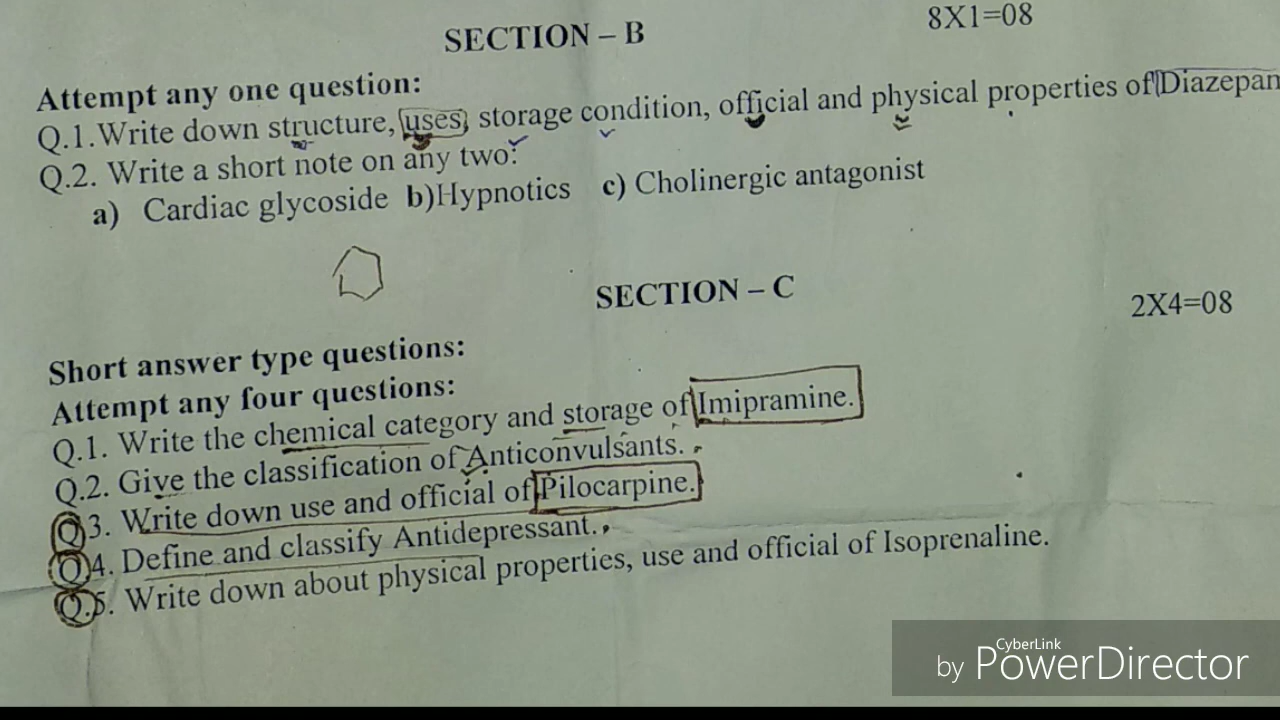 SECTION – B
8X1=08
Attempt any one question:
Q.1.Write down structure, uses, storage condition, official and physical properties of Diazepan
Q.2. Write a short note on any two:
a) Cardiac glycoside b)Hypnotics c) Cholinergic antagonist
SECTION – C
2X4=08
Short answer type questions:
Attempt any four questions:
Q.1. Write the chemical category and storage of Imipramine.
Q.2. Give the classification of Anticonvulsants.
Q3. Write down use and official of Pilocarpine.
Q4. Define and classify Antidepressant.
Q.5. Write down about physical properties, use and official of Isoprenaline.
CyberLink
by PowerDirector